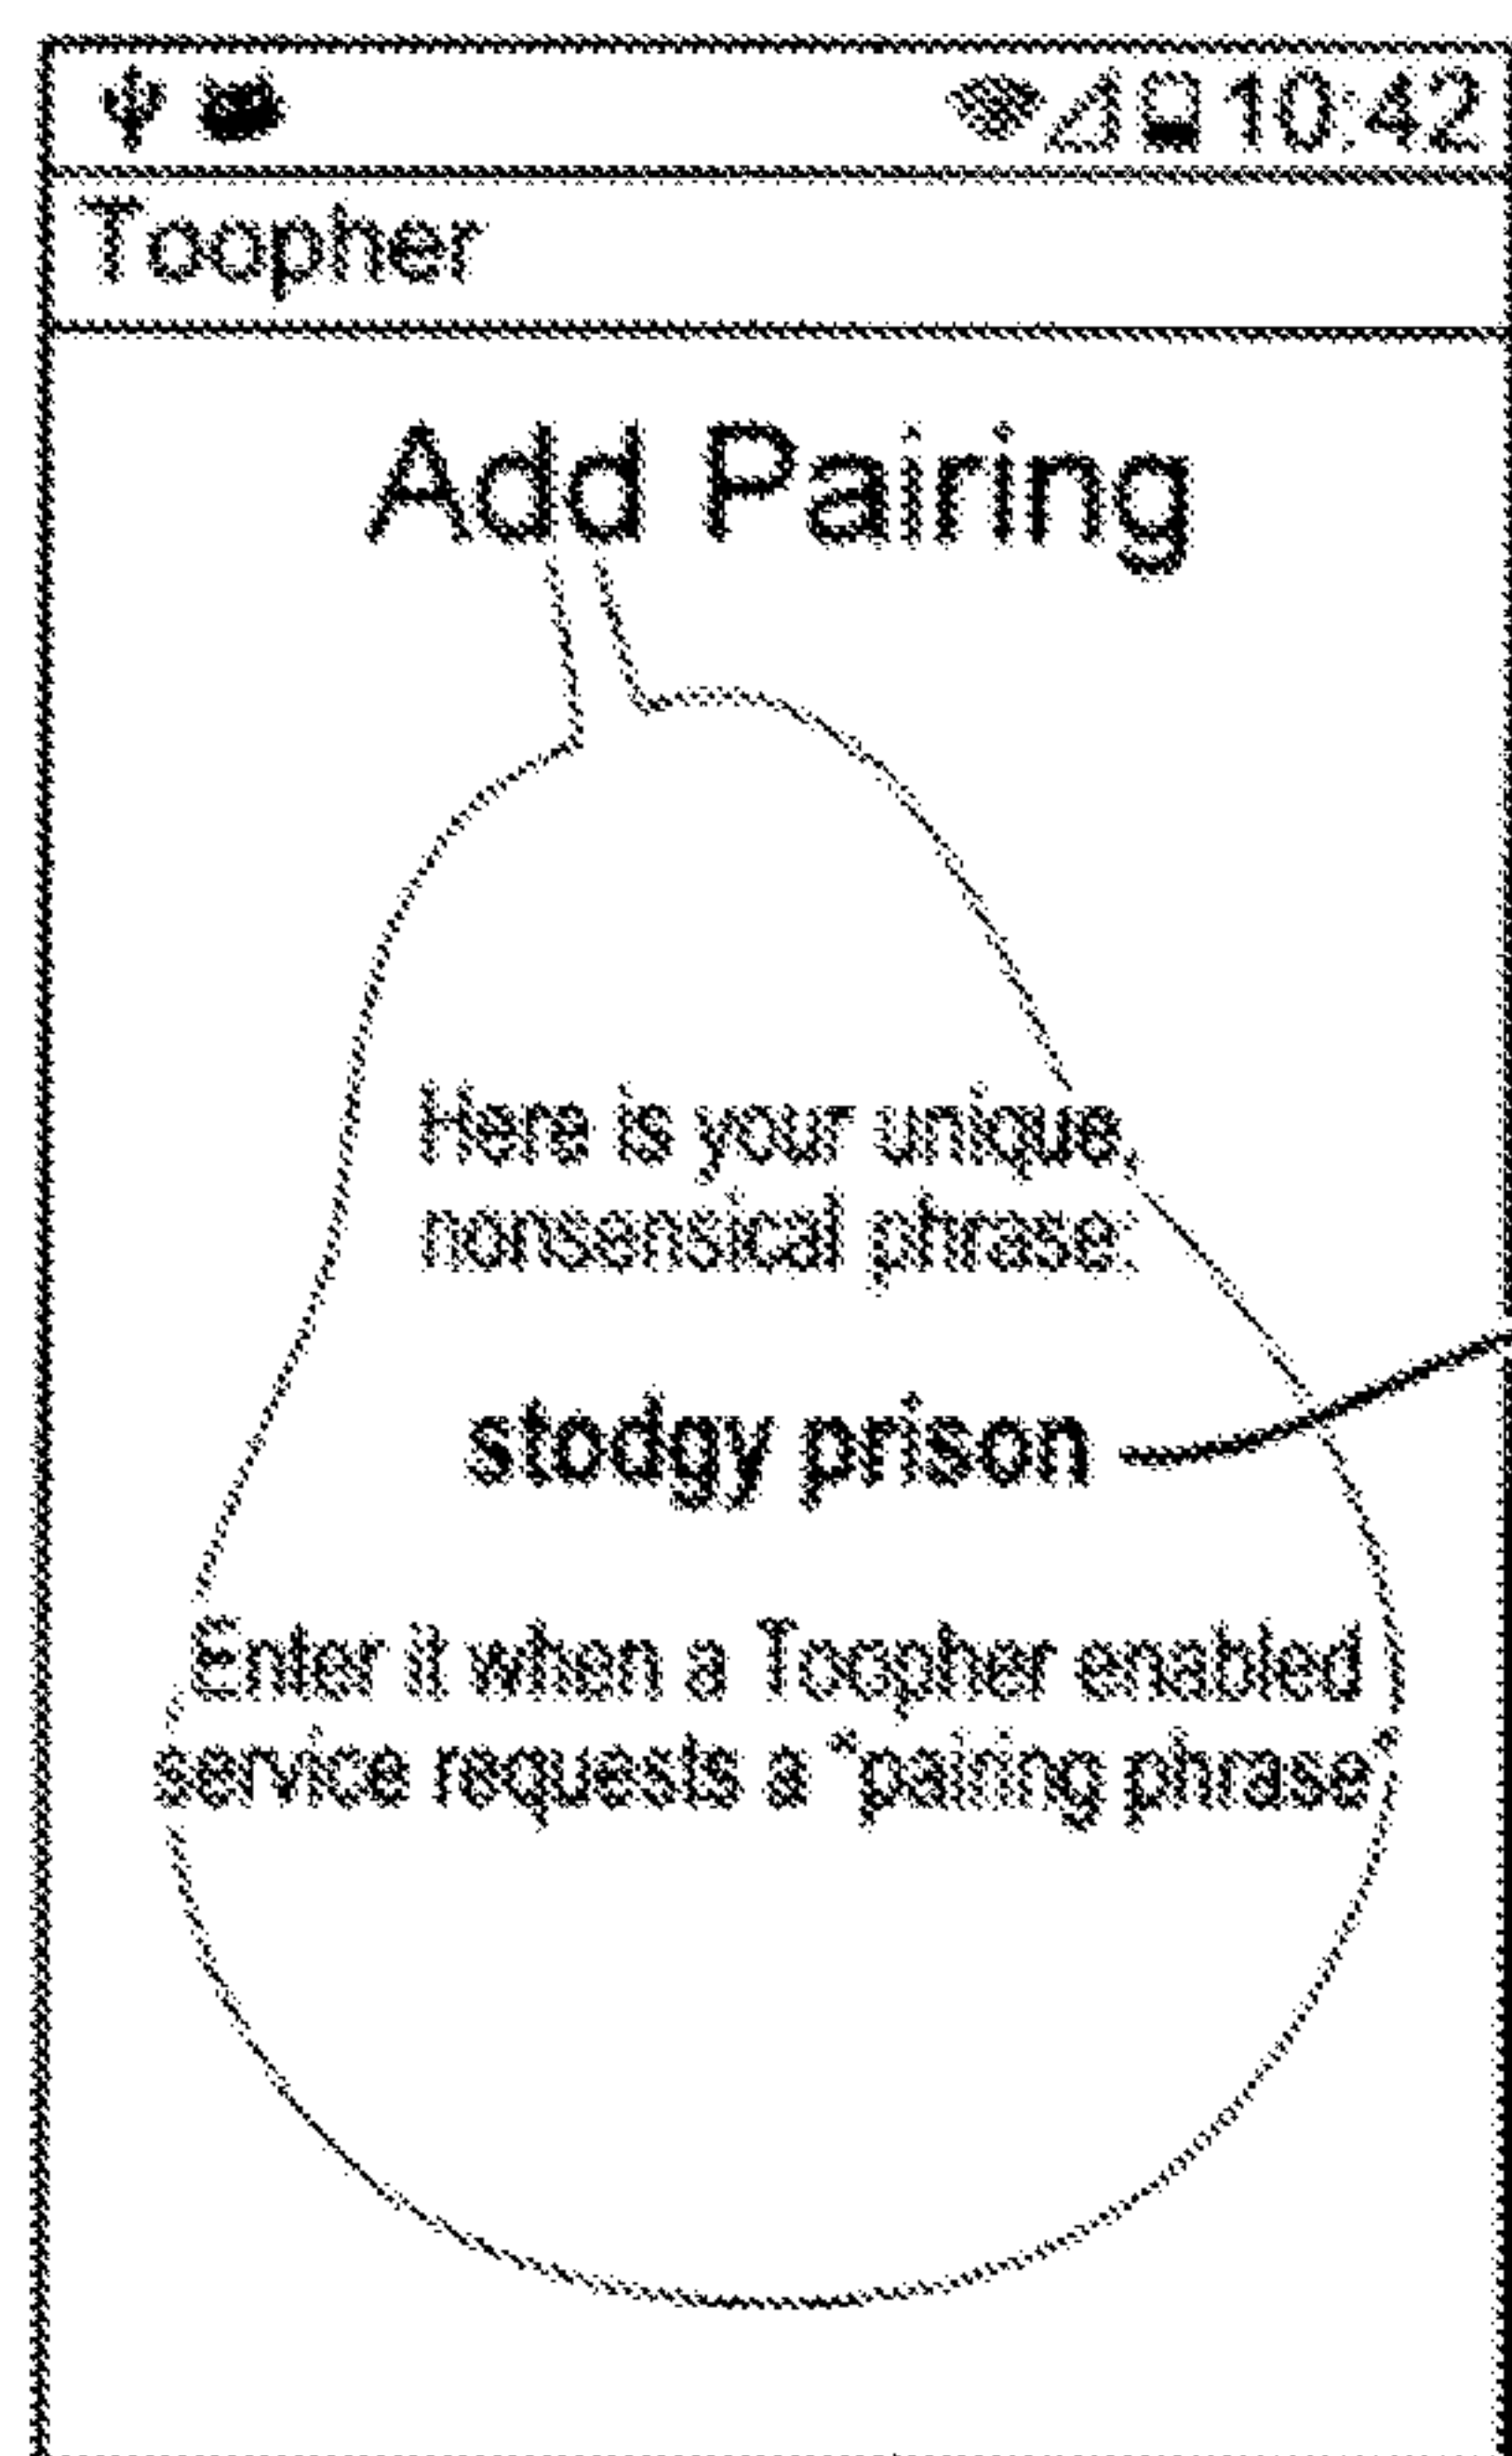 10:42
Toopher
Add Pairing
Here is your unique,
nonsensical phrase:
stodgy prison
Enter it when a Toopher enabled
service requests a "pairing phrase"